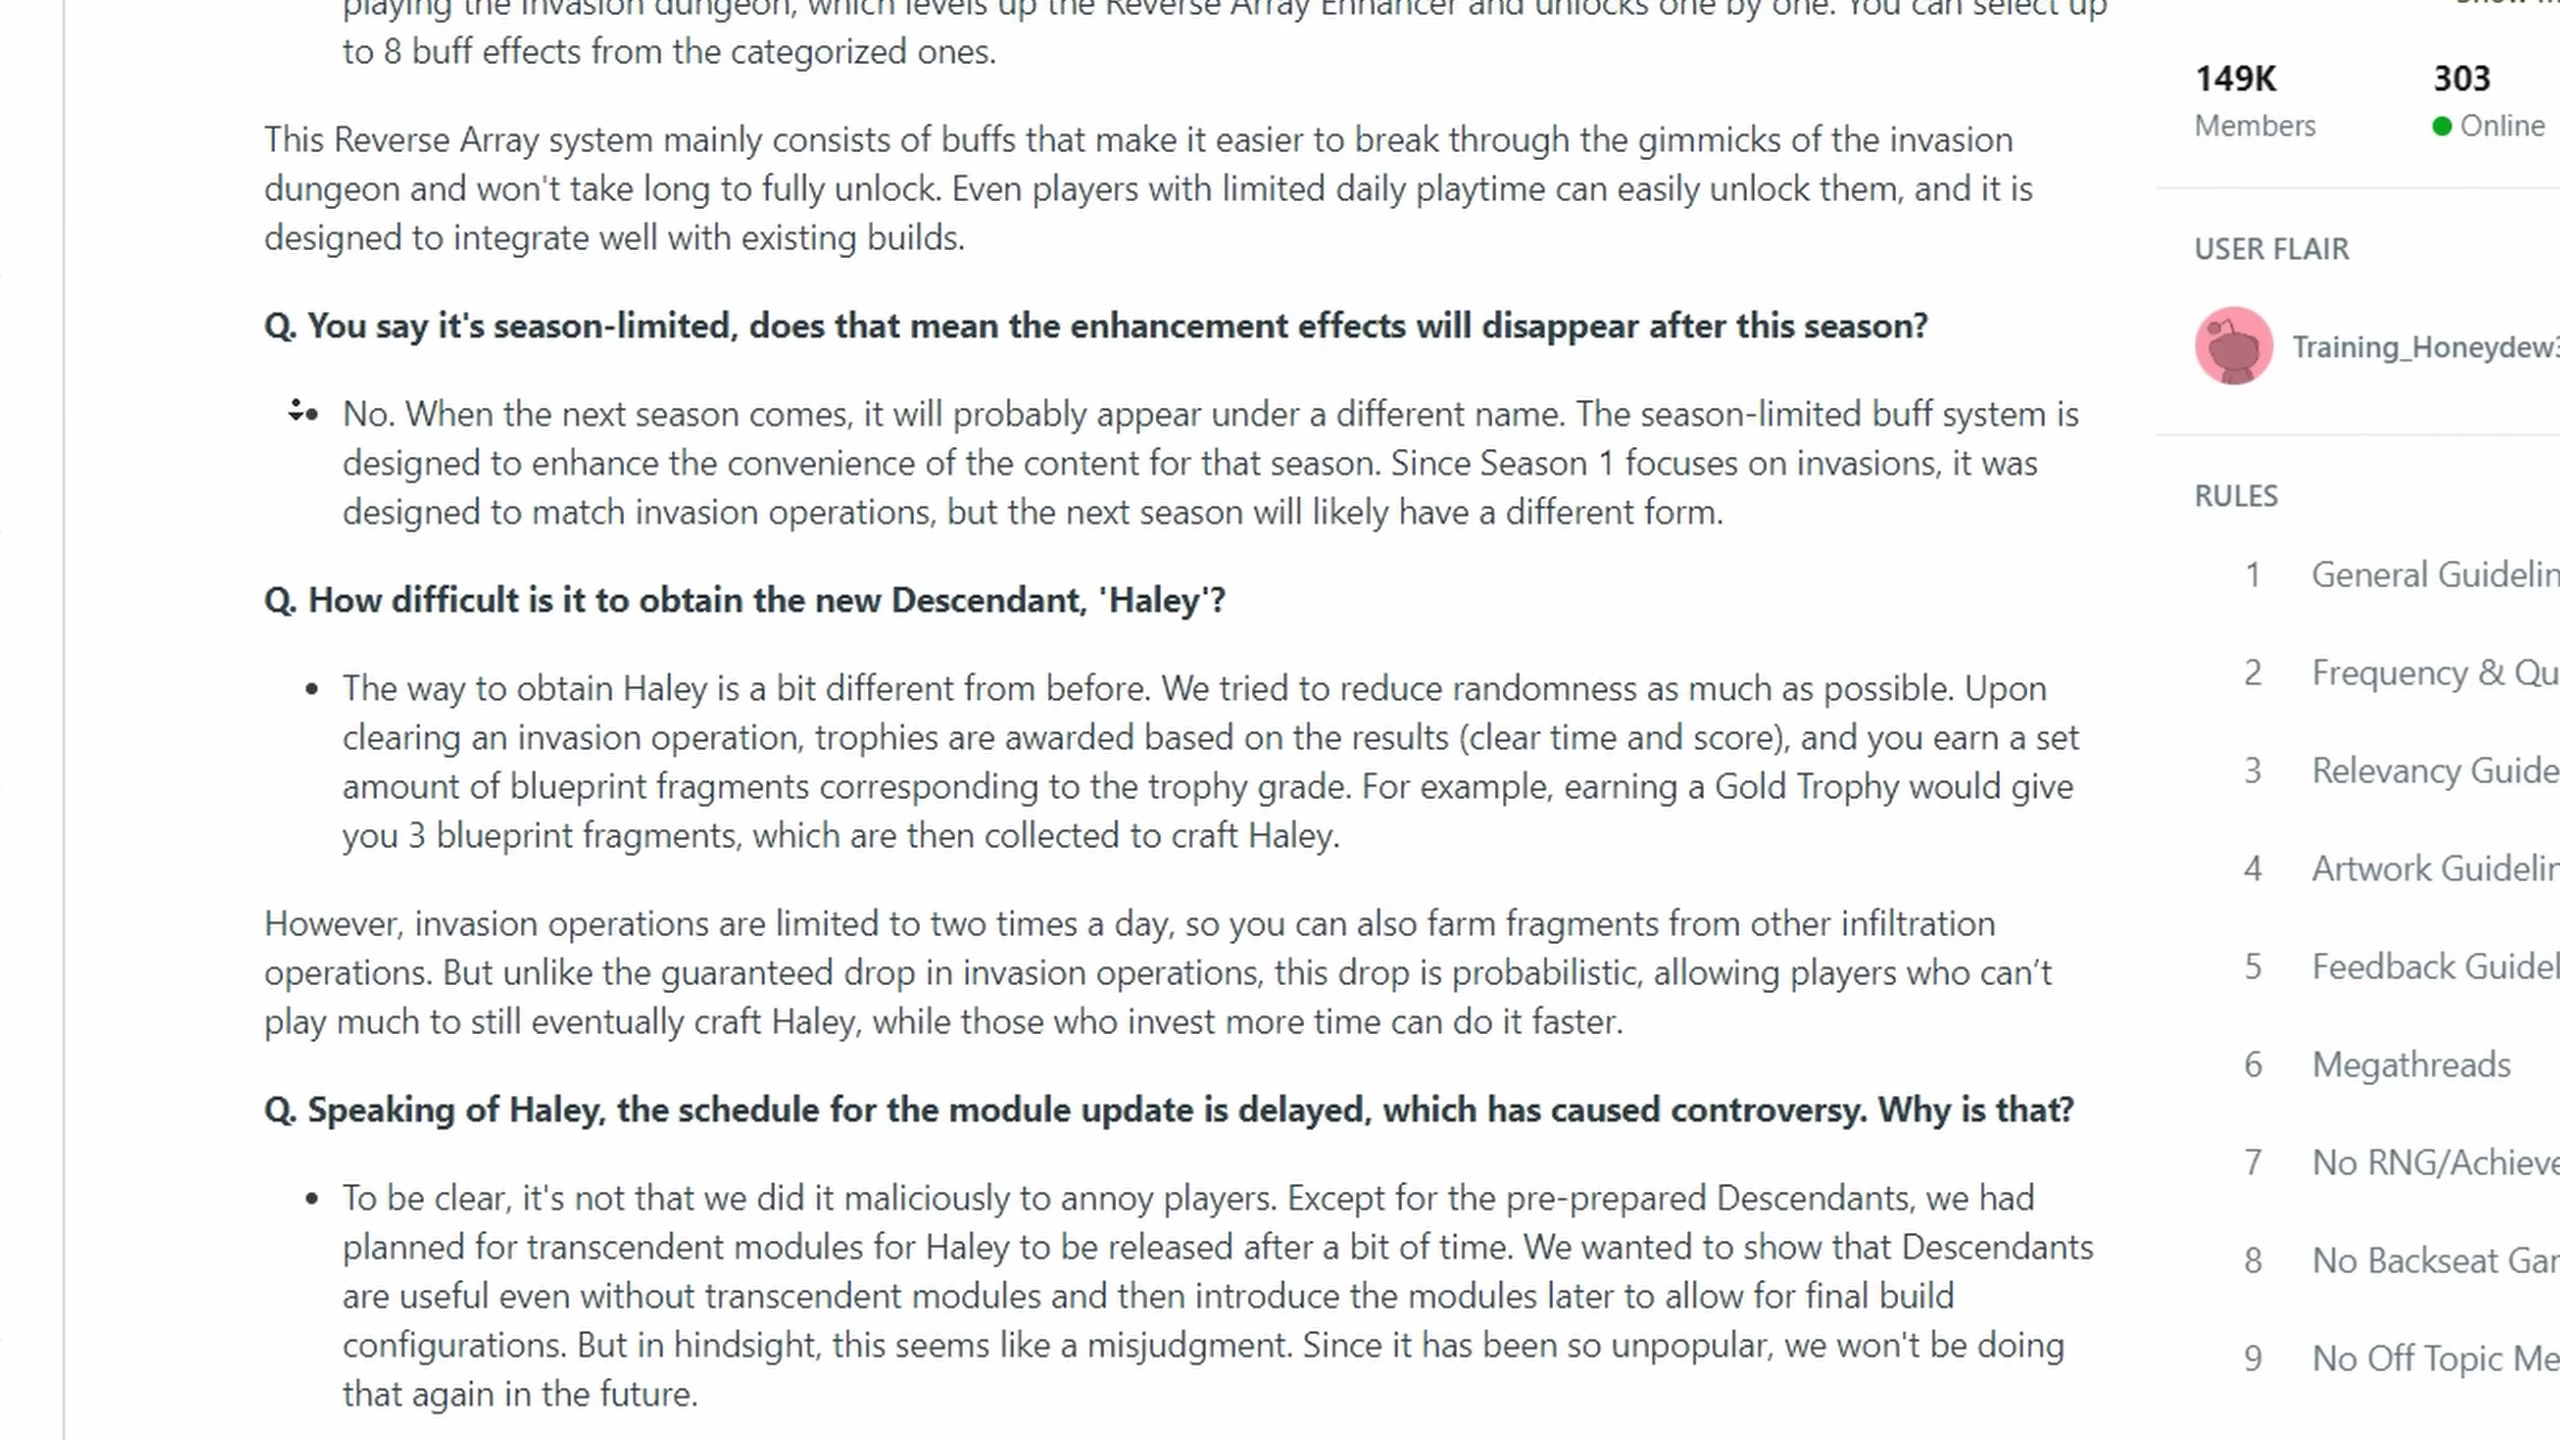 playing the invasion dungeon, which levels up the Reverse Array Enhancer and unlocks one by one. You can select up
to 8 buff effects from the categorized ones.
This Reverse Array system mainly consists of buffs that make it easier to break through the gimmicks of the invasion
dungeon and won't take long to fully unlock. Even players with limited daily playtime can easily unlock them, and it is
designed to integrate well with existing builds.
Q. You say it's season-limited, does that mean the enhancement effects will disappear after this season?
• No. When the next season comes, it will probably appear under a different name. The season-limited buff system is
designed to enhance the convenience of the content for that season. Since Season 1 focuses on invasions, it was
designed to match invasion operations, but the next season will likely have a different form.
Q. How difficult is it to obtain the new Descendant, 'Haley'?
• The way to obtain Haley is a bit different from before. We tried to reduce randomness as much as possible. Upon
clearing an invasion operation, trophies are awarded based on the results (clear time and score), and you earn a set
amount of blueprint fragments corresponding to the trophy grade. For example, earning a Gold Trophy would give
you 3 blueprint fragments, which are then collected to craft Haley.
However, invasion operations are limited to two times a day, so you can also farm fragments from other infiltration
operations. But unlike the guaranteed drop in invasion operations, this drop is probabilistic, allowing players who can’t
play much to still eventually craft Haley, while those who invest more time can do it faster.
Q. Speaking of Haley, the schedule for the module update is delayed, which has caused controversy. Why is that?
• To be clear, it's not that we did it maliciously to annoy players. Except for the pre-prepared Descendants, we had
planned for transcendent modules for Haley to be released after a bit of time. We wanted to show that Descendants
are useful even without transcendent modules and then introduce the modules later to allow for final build
configurations. But in hindsight, this seems like a misjudgment. Since it has been so unpopular, we won't be doing
that again in the future.
149K 303
Members Online
USER FLAIR
Training_Honeydew3
RULES
1 General Guidelin
2 Frequency & Qu
3 Relevancy Guide
4 Artwork Guidelin
5 Feedback Guidel
6 Megathreads
7 No RNG/Achieve
8 No Backseat Gar
9 No Off Topic Me